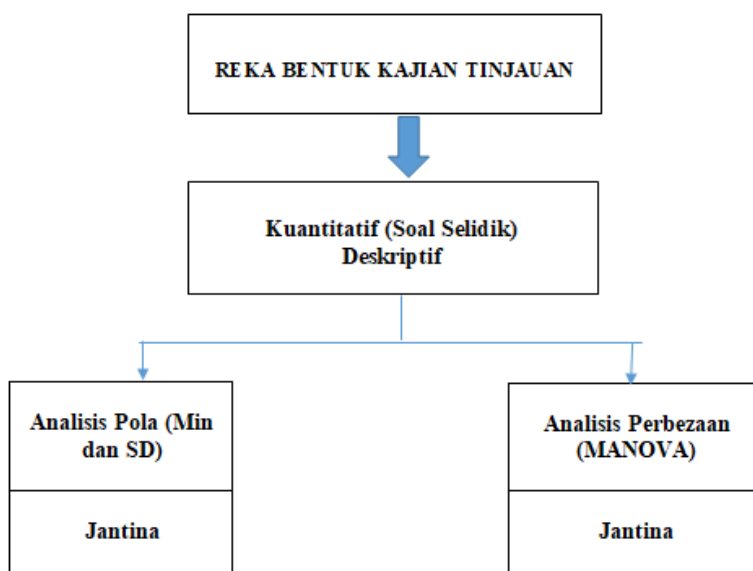 REKA BENTUK KAJIAN TINJAUAN
Kuantitatif (Soal Selidik)
Deskriptif
Analisis Pola (Min
dan SD)
Jantina
Analisis Perbezaan
(MANOVA)
Jantina